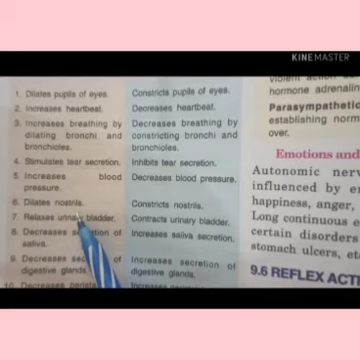 KINEMASTER
1. Dilates pupils of eyes.
2. Increases heartbeat.
3. Increases breathing by
dilating bronchi and
bronchioles.
4. Stimulates tear secretion.
5. Increases blood
pressure.
6. Dilates nostrils.
7. Relaxes urinary bladder.
8. Decreases of
saliva.
9. Decreases of
digestive glands.
10. Decreases
Constricts pupils of eyes.
Decreases heartbeat.
Decreases breathing by
constricting bronchi and
bronchioles.
Inhibits tear secretion.
Decreases blood pressure.
Constricts nostrils.
Contracts urinary bladder.
Increases saliva secretion.
Increases secretion of
digestive glands.
violent
hormone adrenalin
Parasympathetic
establishing norm
over.
Emotions and
Autonomic nerv
influenced by e
happiness, anger,
Long continuous e
certain disorders
stomach ulcers, et
9.6 REFLEX ACT